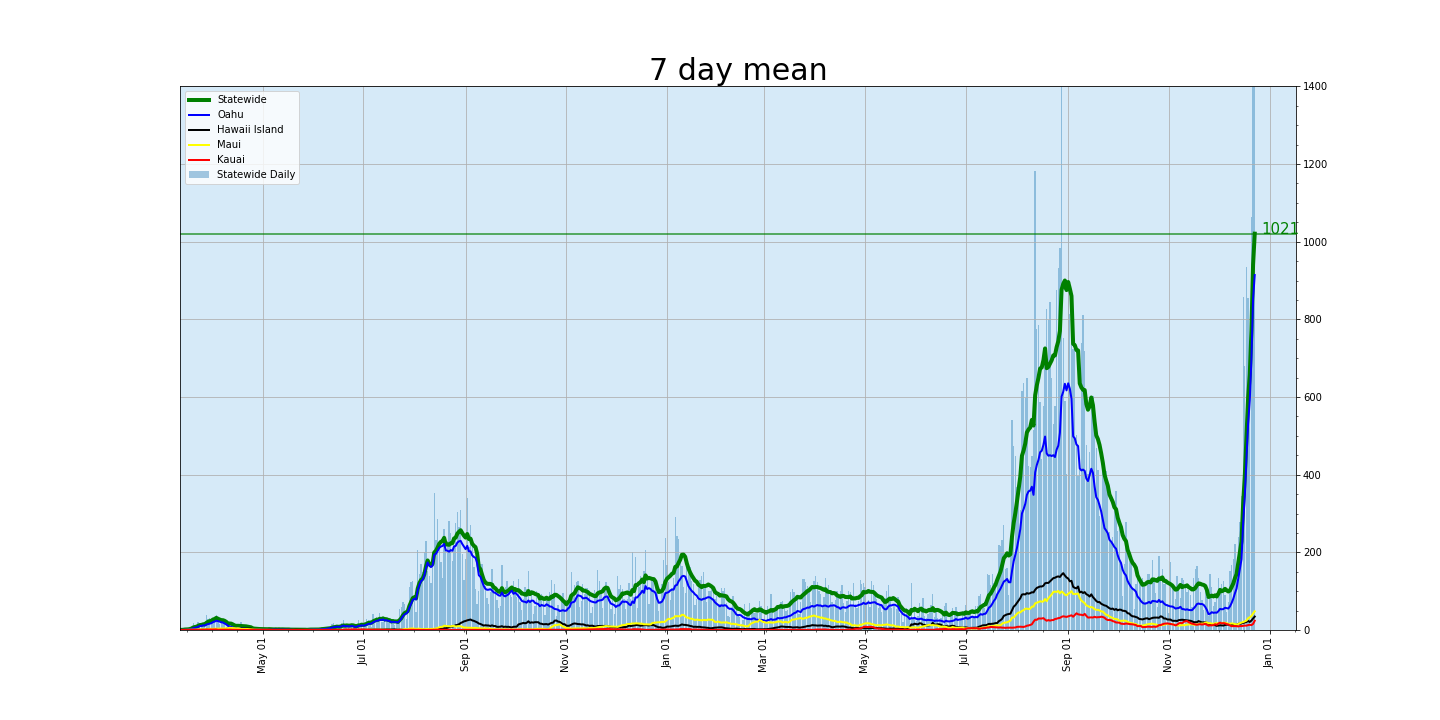 7 day mean
Statewide
Oahu
Hawaii Island
Maui
Kauai
Statewide Daily
1400
1200
1021
1000
800
600
400
200
0
May 01
Jul 01
Sep 01
Nov 01
Jan 01
Mar 01
May 01
Jul 01
Sep 01
Nov 01
Jan 01